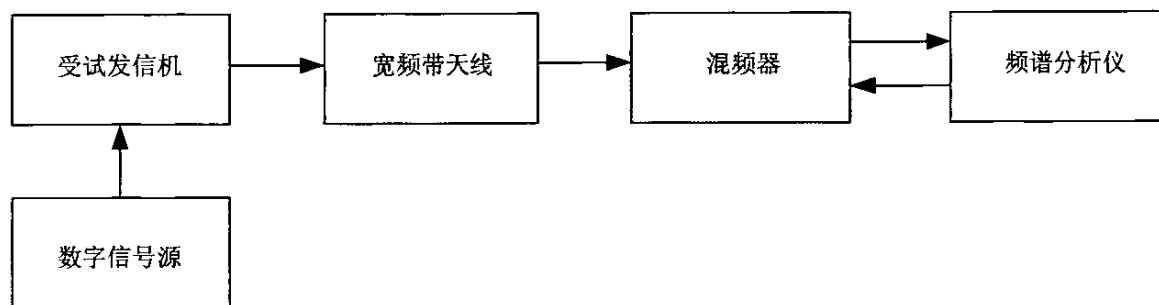 受试发信机
宽频带天线
混频器
频谱分析仪
数字信号源